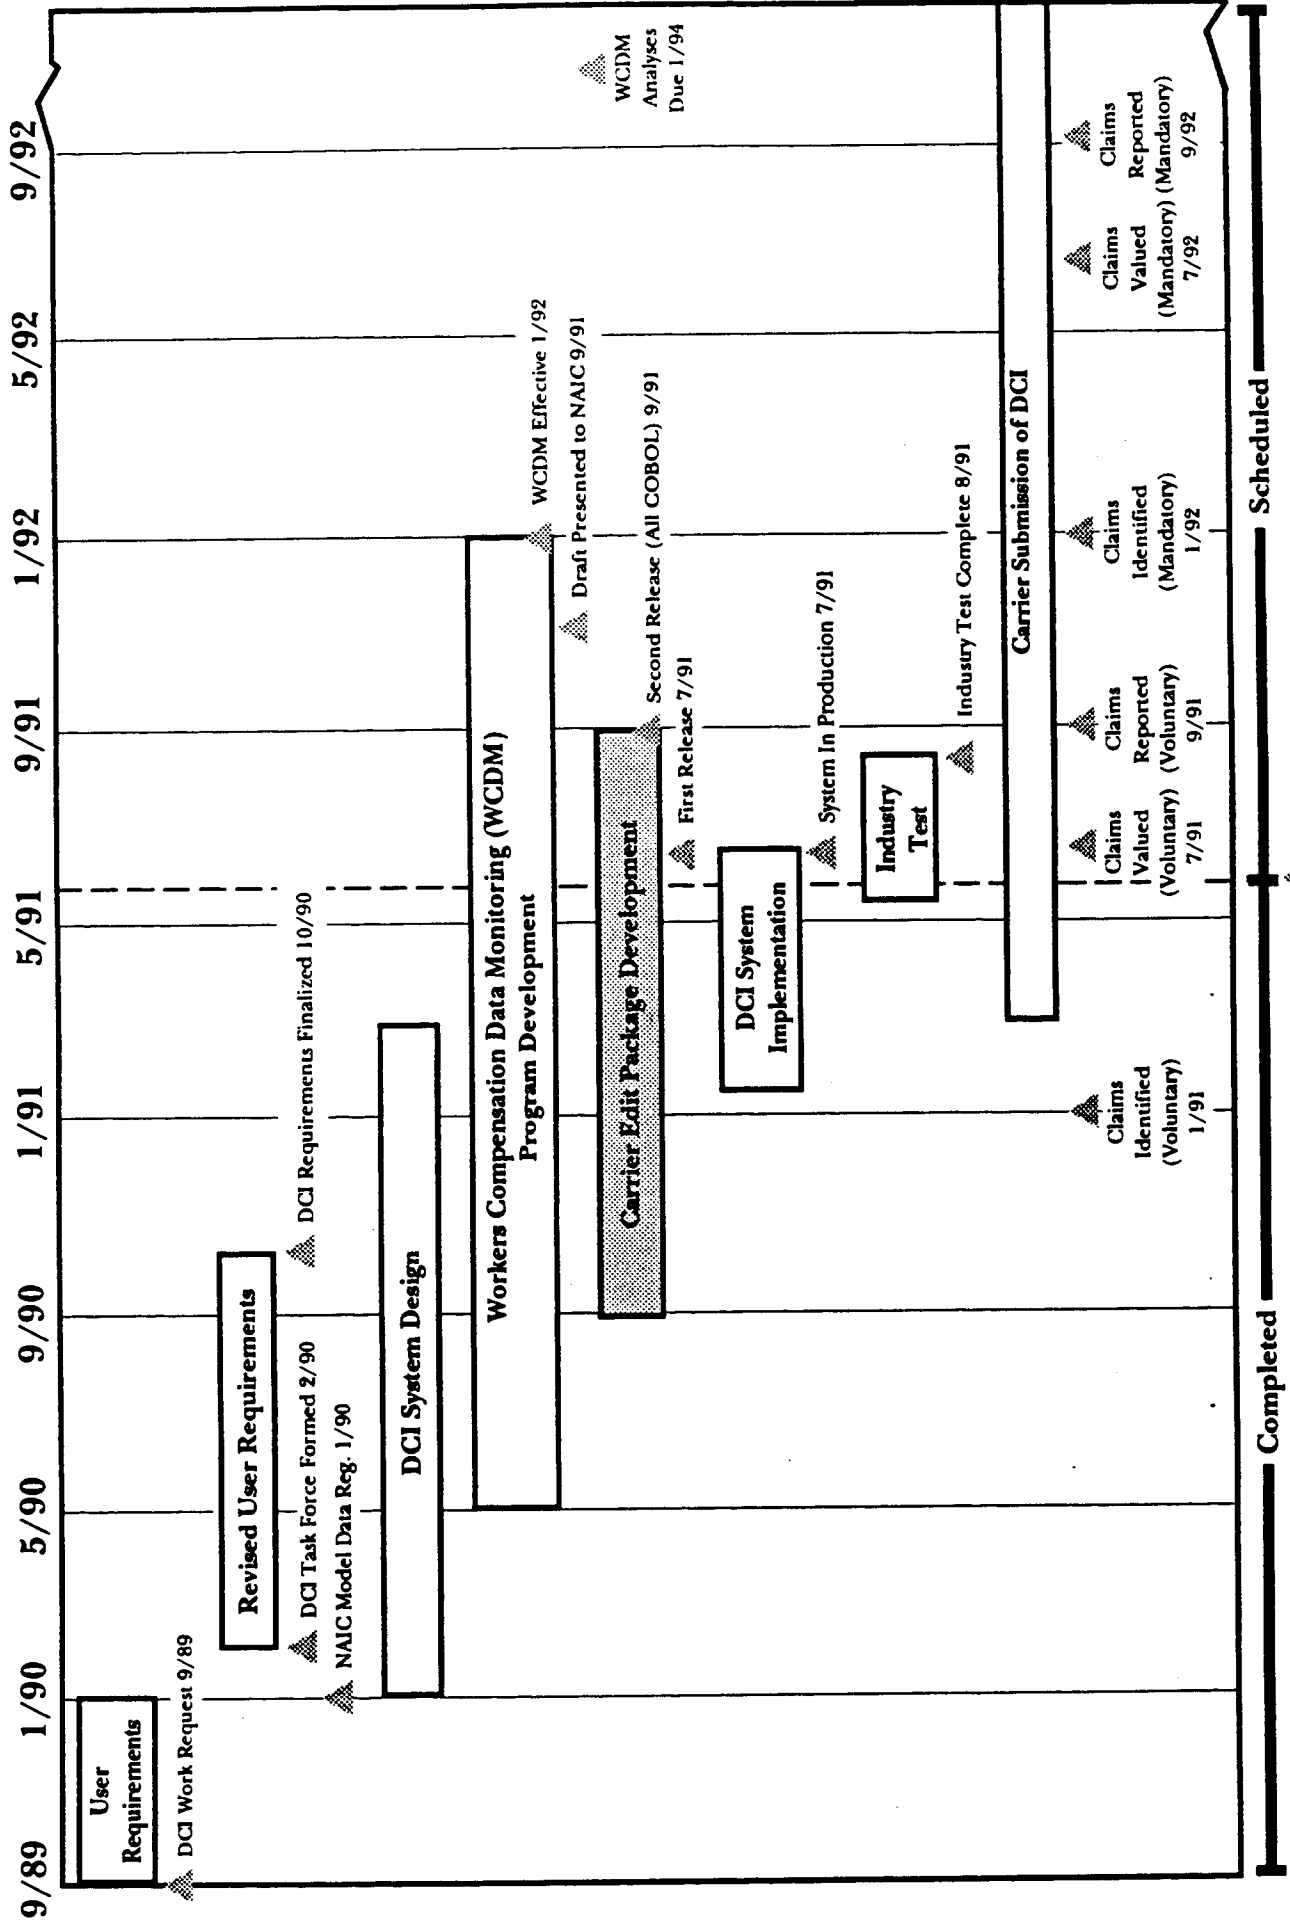 9/89
1/90
5/90
9/90
1/91
5/91
9/91
1/92
5/92
9/92
User
Requirements
DCI Work Request 9/89
Revised User Requirements
DCI Task Force Formed 2/90
DCI Requirements Finalized 10/90
NAIC Model Data Reg. 1/90
DCI System Design
Workers Compensation Data Monitoring (WCDM)
Program Development
WCDM Effective 1/92
Draft Presented to NAIC 9/91
WCDM
Analyses
Due 1/94
Carrier Edit Package Development
Second Release (All COBOL) 9/91
First Release 7/91
DCI System
Implementation
System In Production 7/91
Industry
Test
Industry Test Complete 8/91
Carrier Submission of DCI
Claims
Identified
(Voluntary)
1/91
Claims
Valued
(Voluntary)
7/91
Claims
Reported
(Voluntary)
9/91
Claims
Identified
(Mandatory)
1/92
Claims
Valued
(Mandatory)
7/92
Claims
Reported
(Mandatory)
9/92
Completed
Scheduled